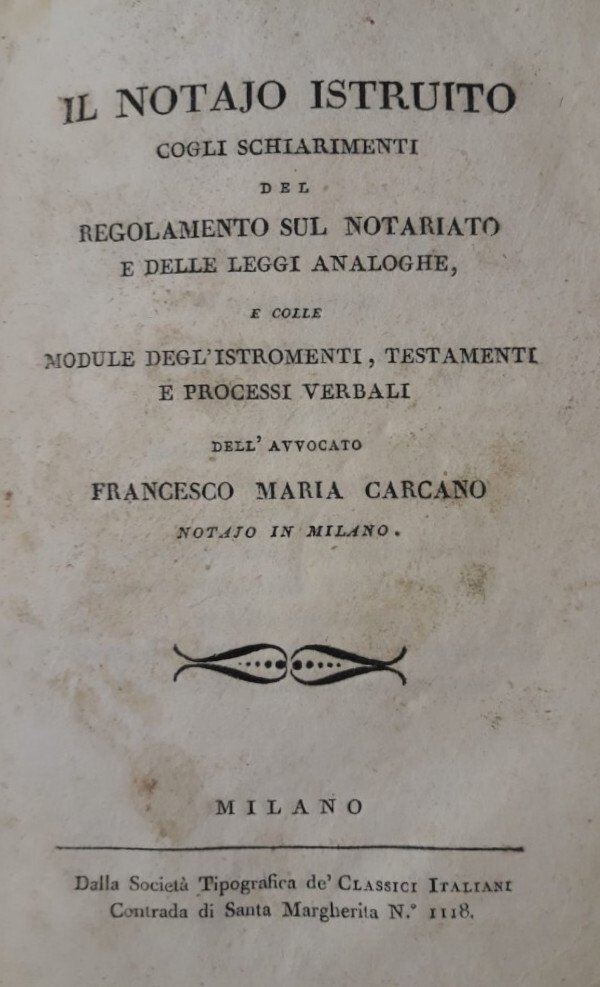 IL NOTAJO ISTRUITO
COGLI SCHIARIMENTI
DEL
REGOLAMENTO SUL NOTARIATO
E DELLE LEGGI ANALOGHE,
E COLLE
MODULE DEGL'ISTROMENTI, TESTAMENTI
E PROCESSI VERBALI
DELL' AVVOCATO
FRANCESCO MARIA CARCANO
NOTAJO IN MILANO.
MILANO
Dalla Società Tipografica de' CLASSICI ITALIANI
Contrada di Santa Margherita N.° 1118.